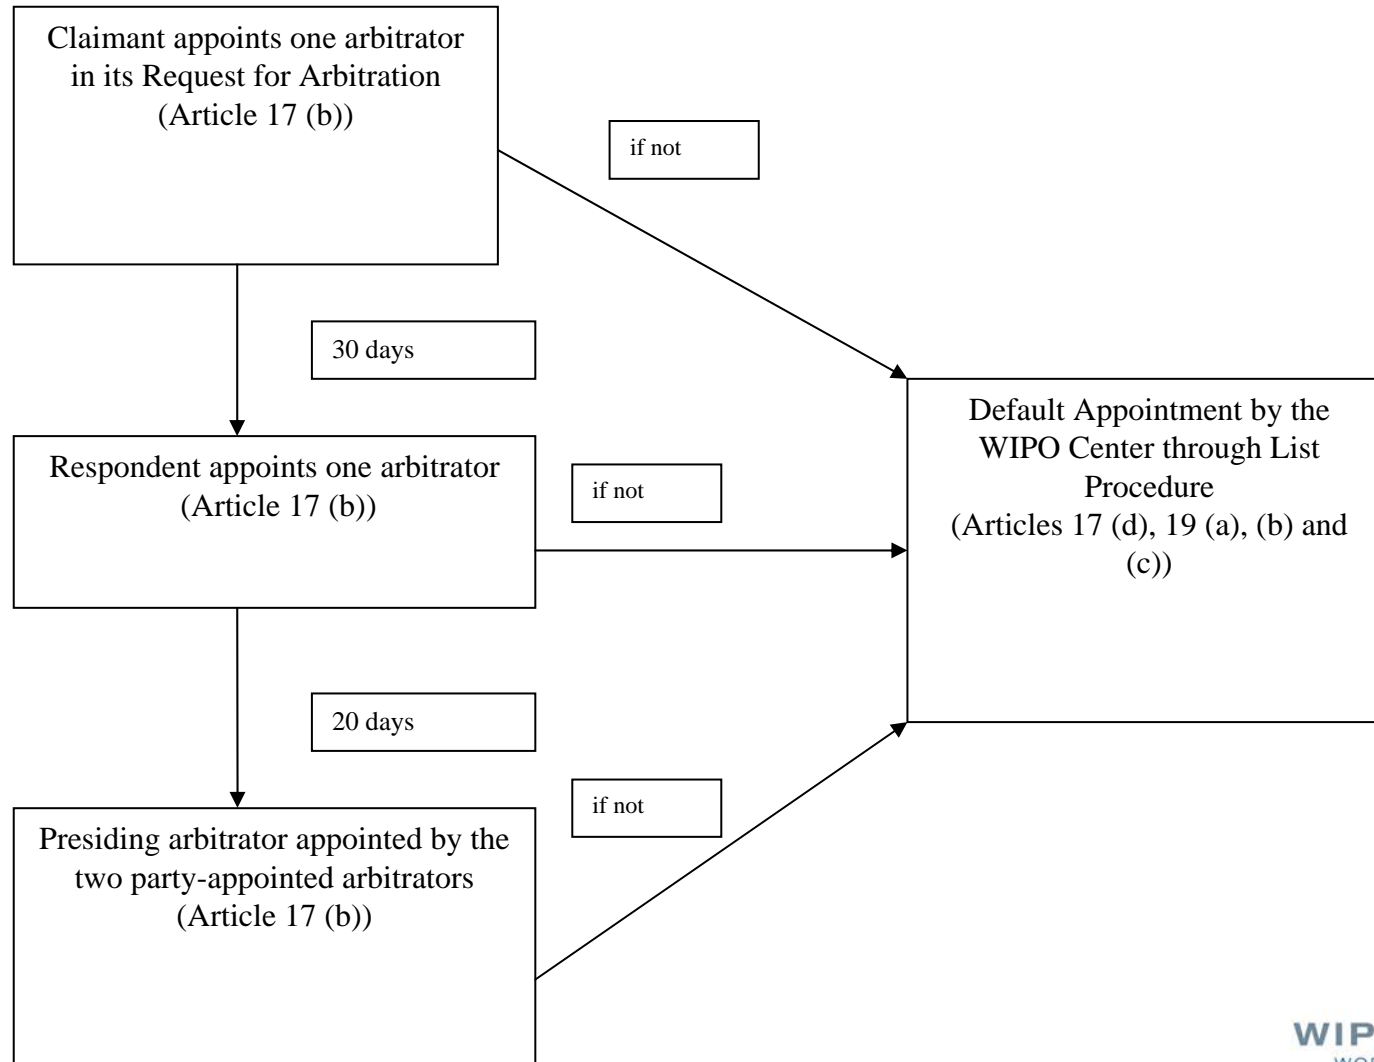 Claimant appoints one arbitrator
in its Request for Arbitration
(Article 17 (b))
if not
30 days
Respondent appoints one arbitrator
(Article 17 (b))
if not
Default Appointment by the
WIPO Center through List
Procedure
(Articles 17 (d), 19 (a), (b) and
(c))
20 days
if not
Presiding arbitrator appointed by the
two party-appointed arbitrators
(Article 17 (b))